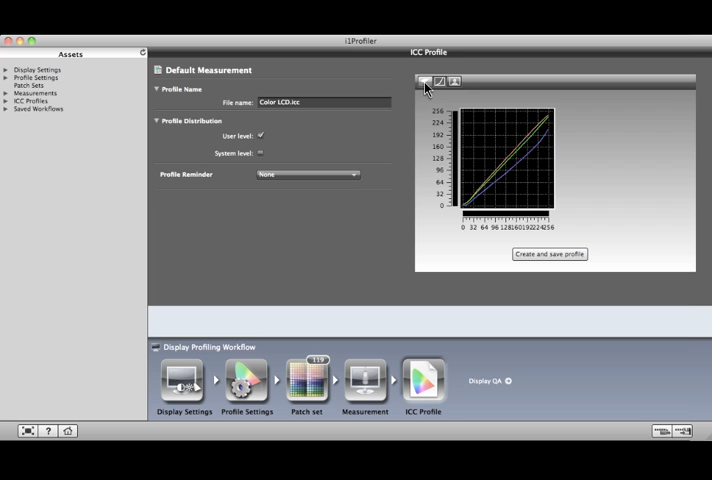 i1Profiler
Assets
ICC Profile
Display Settings
Profile Settings
Patch Sets
Measurements
ICC Profiles
Saved Workflows
Default Measurement
Profile Name
File name: Color LCD.icc
Profile Distribution
User level:
System level:
Profile Reminder None
256
224
192
160
128
96
64
32
0
0 32 64 96 128160192224256
Create and save profile
Display Profiling Workflow
119
Display QA
Display Settings Profile Settings Patch set Measurement ICC Profile
?